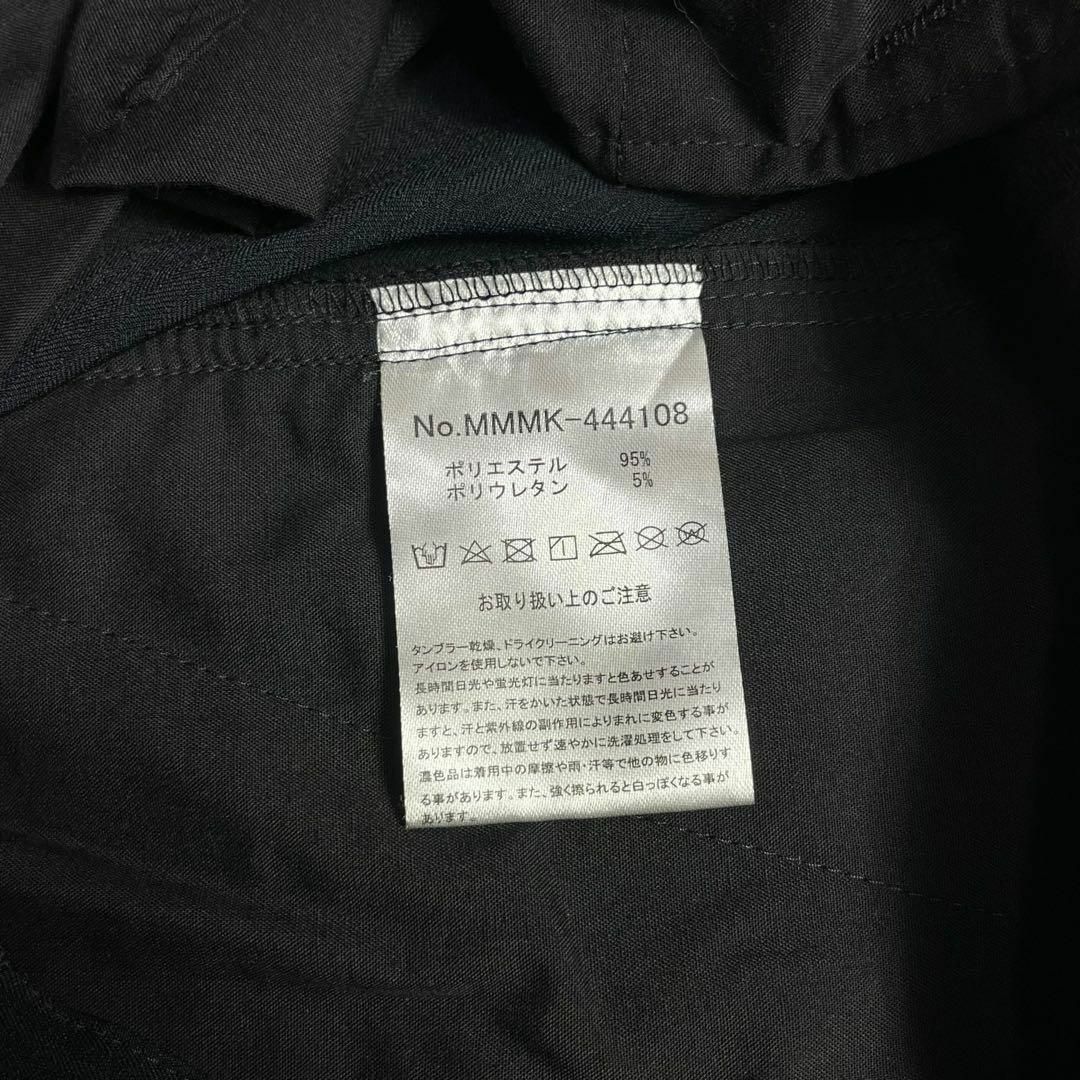 No.MMMK-444108
ポリエステル 95%
ポリウレタン 5%
お取り扱い上のご注意
タンブラー乾燥、ドライクリーニングはお避け下さい。
アイロンを使用しないで下さい。
長時間日光や蛍光灯に当たりますと色あせすることが
あります。また、汗をかいた状態で長時間日光に当たり
ますと、汗と紫外線の副作用によりまれに変色する事が
ありますので、放置せず速やかに洗濯処理をして下さい。
濃色品は着用中の摩擦や雨・汗等で他の物に色移りす
る事があります。また、強く擦られると白っぽくなる事が
あります。